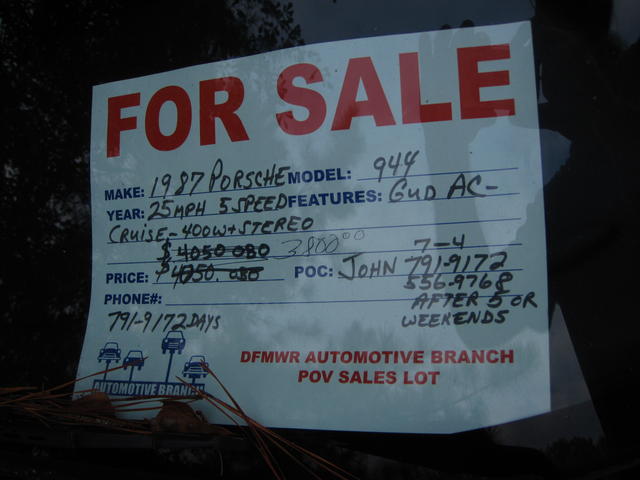 FOR SALE
MAKE: 1987 PORSCHE MODEL: 944
YEAR: 25MPH 5SPEED FEATURES: GUD AC-
CRUISE-400W+STEREO
$4050 080 3800 00 7-4
PRICE: $4250. 080 POC: JOHN 791-9172
PHONE#: 556-9768
AFTER 5 OR
791-9172 DAYS WEEKENDS
DFMWR AUTOMOTIVE BRANCH
POV SALES LOT
AUTOMOTIVE BRANCH